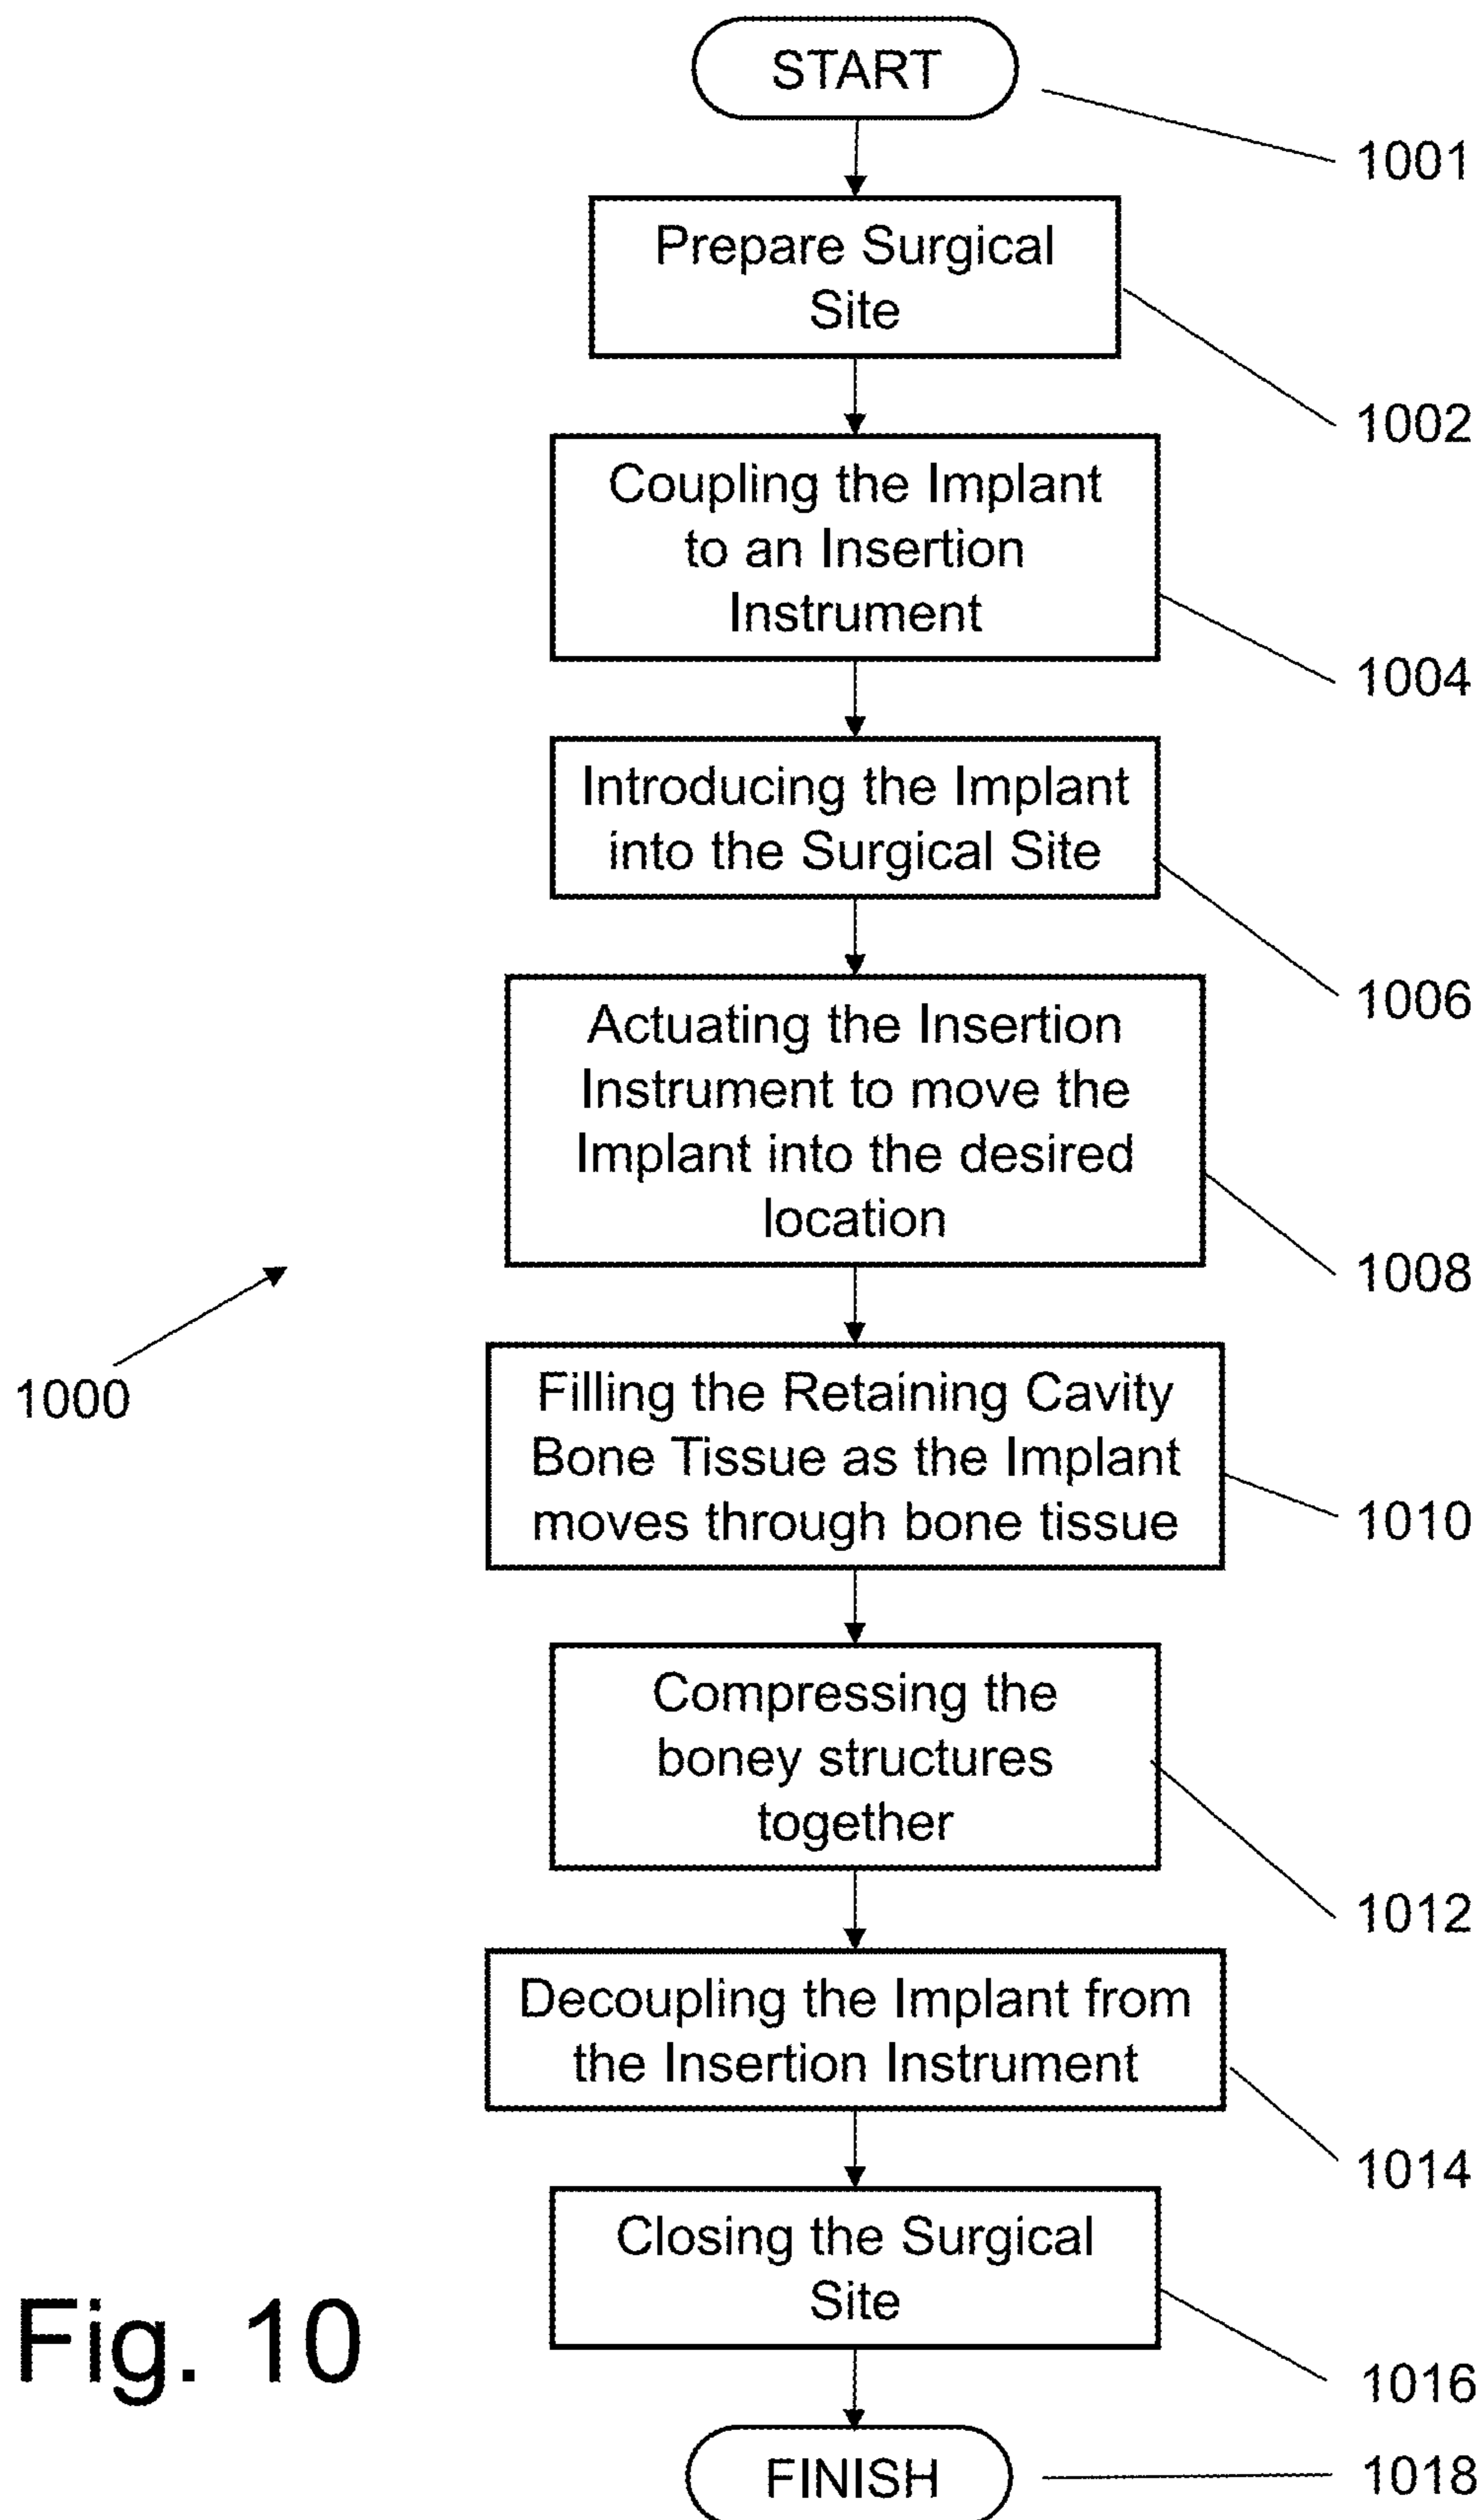 START
1001
Prepare Surgical
Site
1002
Coupling the Implant
to an Insertion
Instrument
1004
Introducing the Implant
into the Surgical Site
1006
Actuating the Insertion
Instrument to move the
Implant into the desired
location
1008
1000
Filling the Retaining Cavity
Bone Tissue as the Implant
moves through bone tissue
1010
Compressing the
boney structures
together
1012
Decoupling the Implant from
the Insertion Instrument
1014
Closing the Surgical
Site
1016
Fig. 10
FINISH
1018